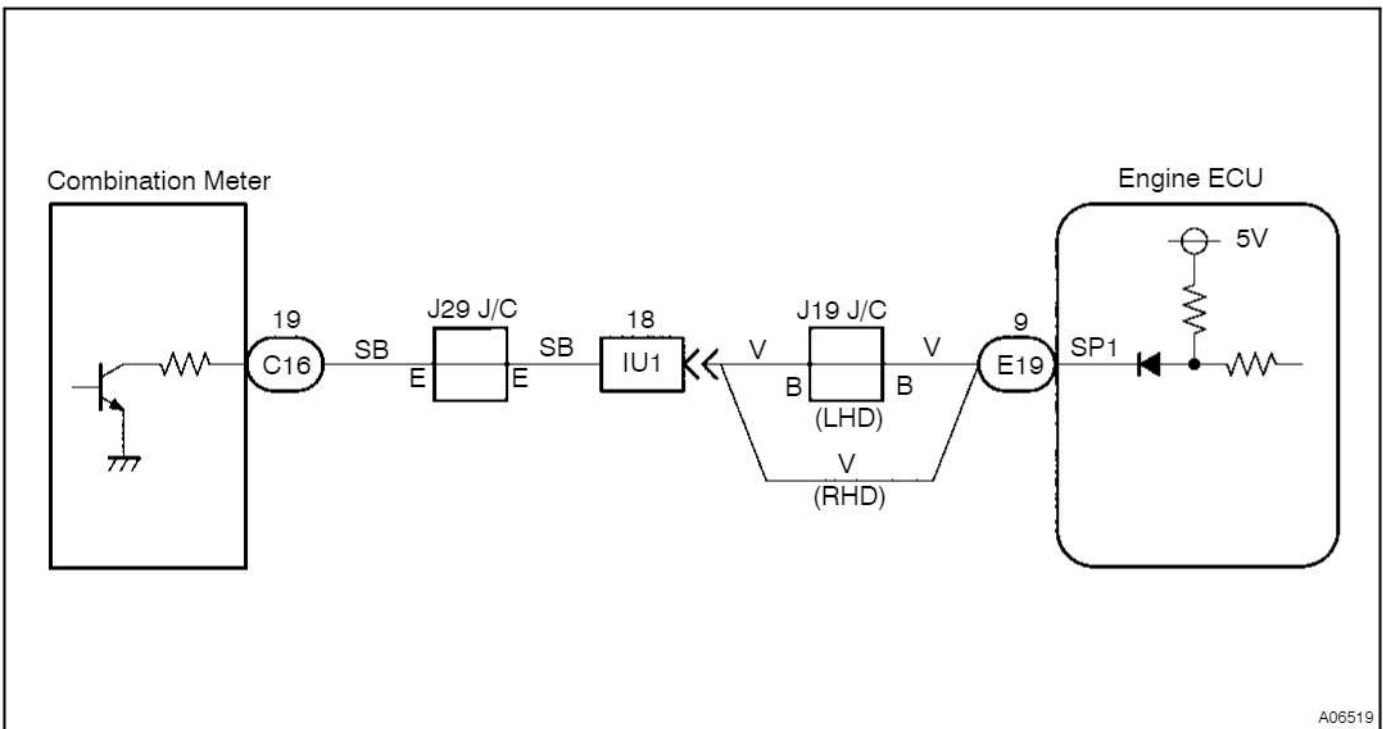 Combination Meter
Engine ECU
5V
19
C16
SB
J29 J/C
E
E
SB
18
IU1
V
J19 J/C
B
B
(LHD)
V
V
(RHD)
9
E19
SP1
A06519